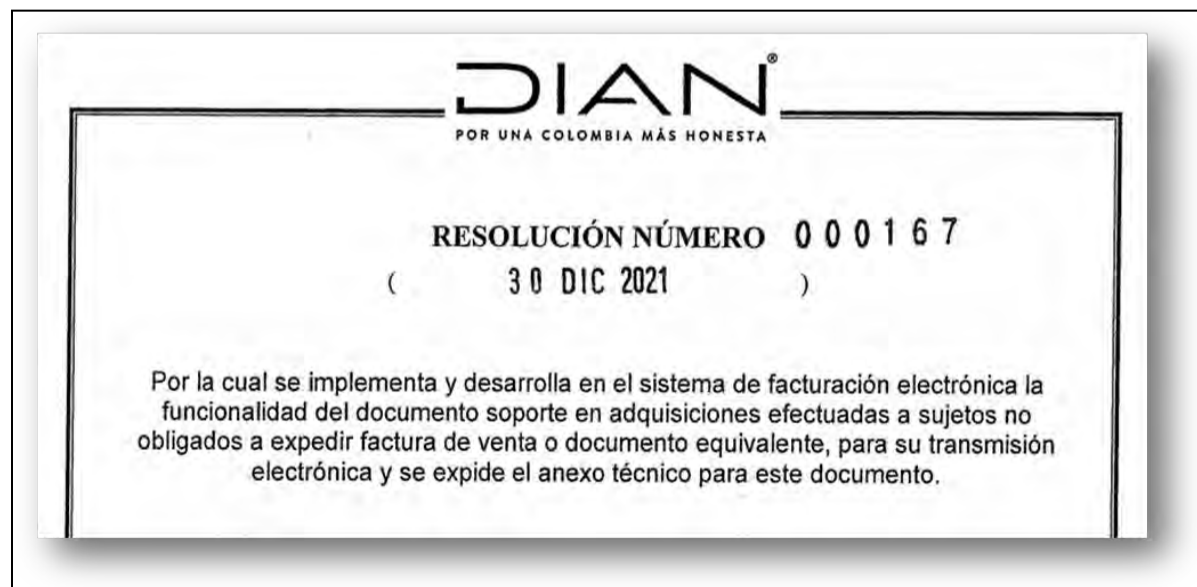 DIAN®
POR UNA COLOMBIA MÁS HONESTA
RESOLUCIÓN NÚMERO 000167
( 30 DIC 2021 )
Por la cual se implementa y desarrolla en el sistema de facturación electrónica la
funcionalidad del documento soporte en adquisiciones efectuadas a sujetos no
obligados a expedir factura de venta o documento equivalente, para su transmisión
electrónica y se expide el anexo técnico para este documento.